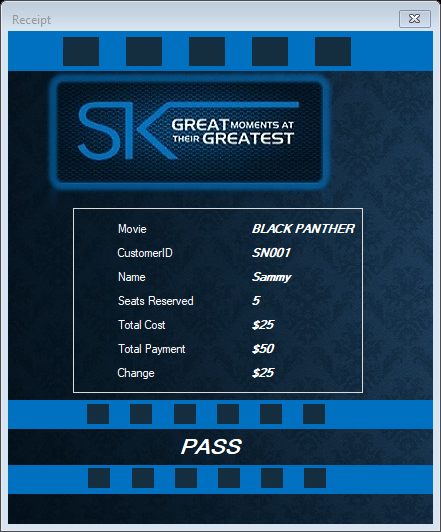 Receipt
SK GREAT MOMENTS AT
THEIR GREATEST
Movie BLACK PANTHER
CustomerID SN001
Name Sammy
Seats Reserved 5
Total Cost $25
Total Payment $50
Change $25
PASS